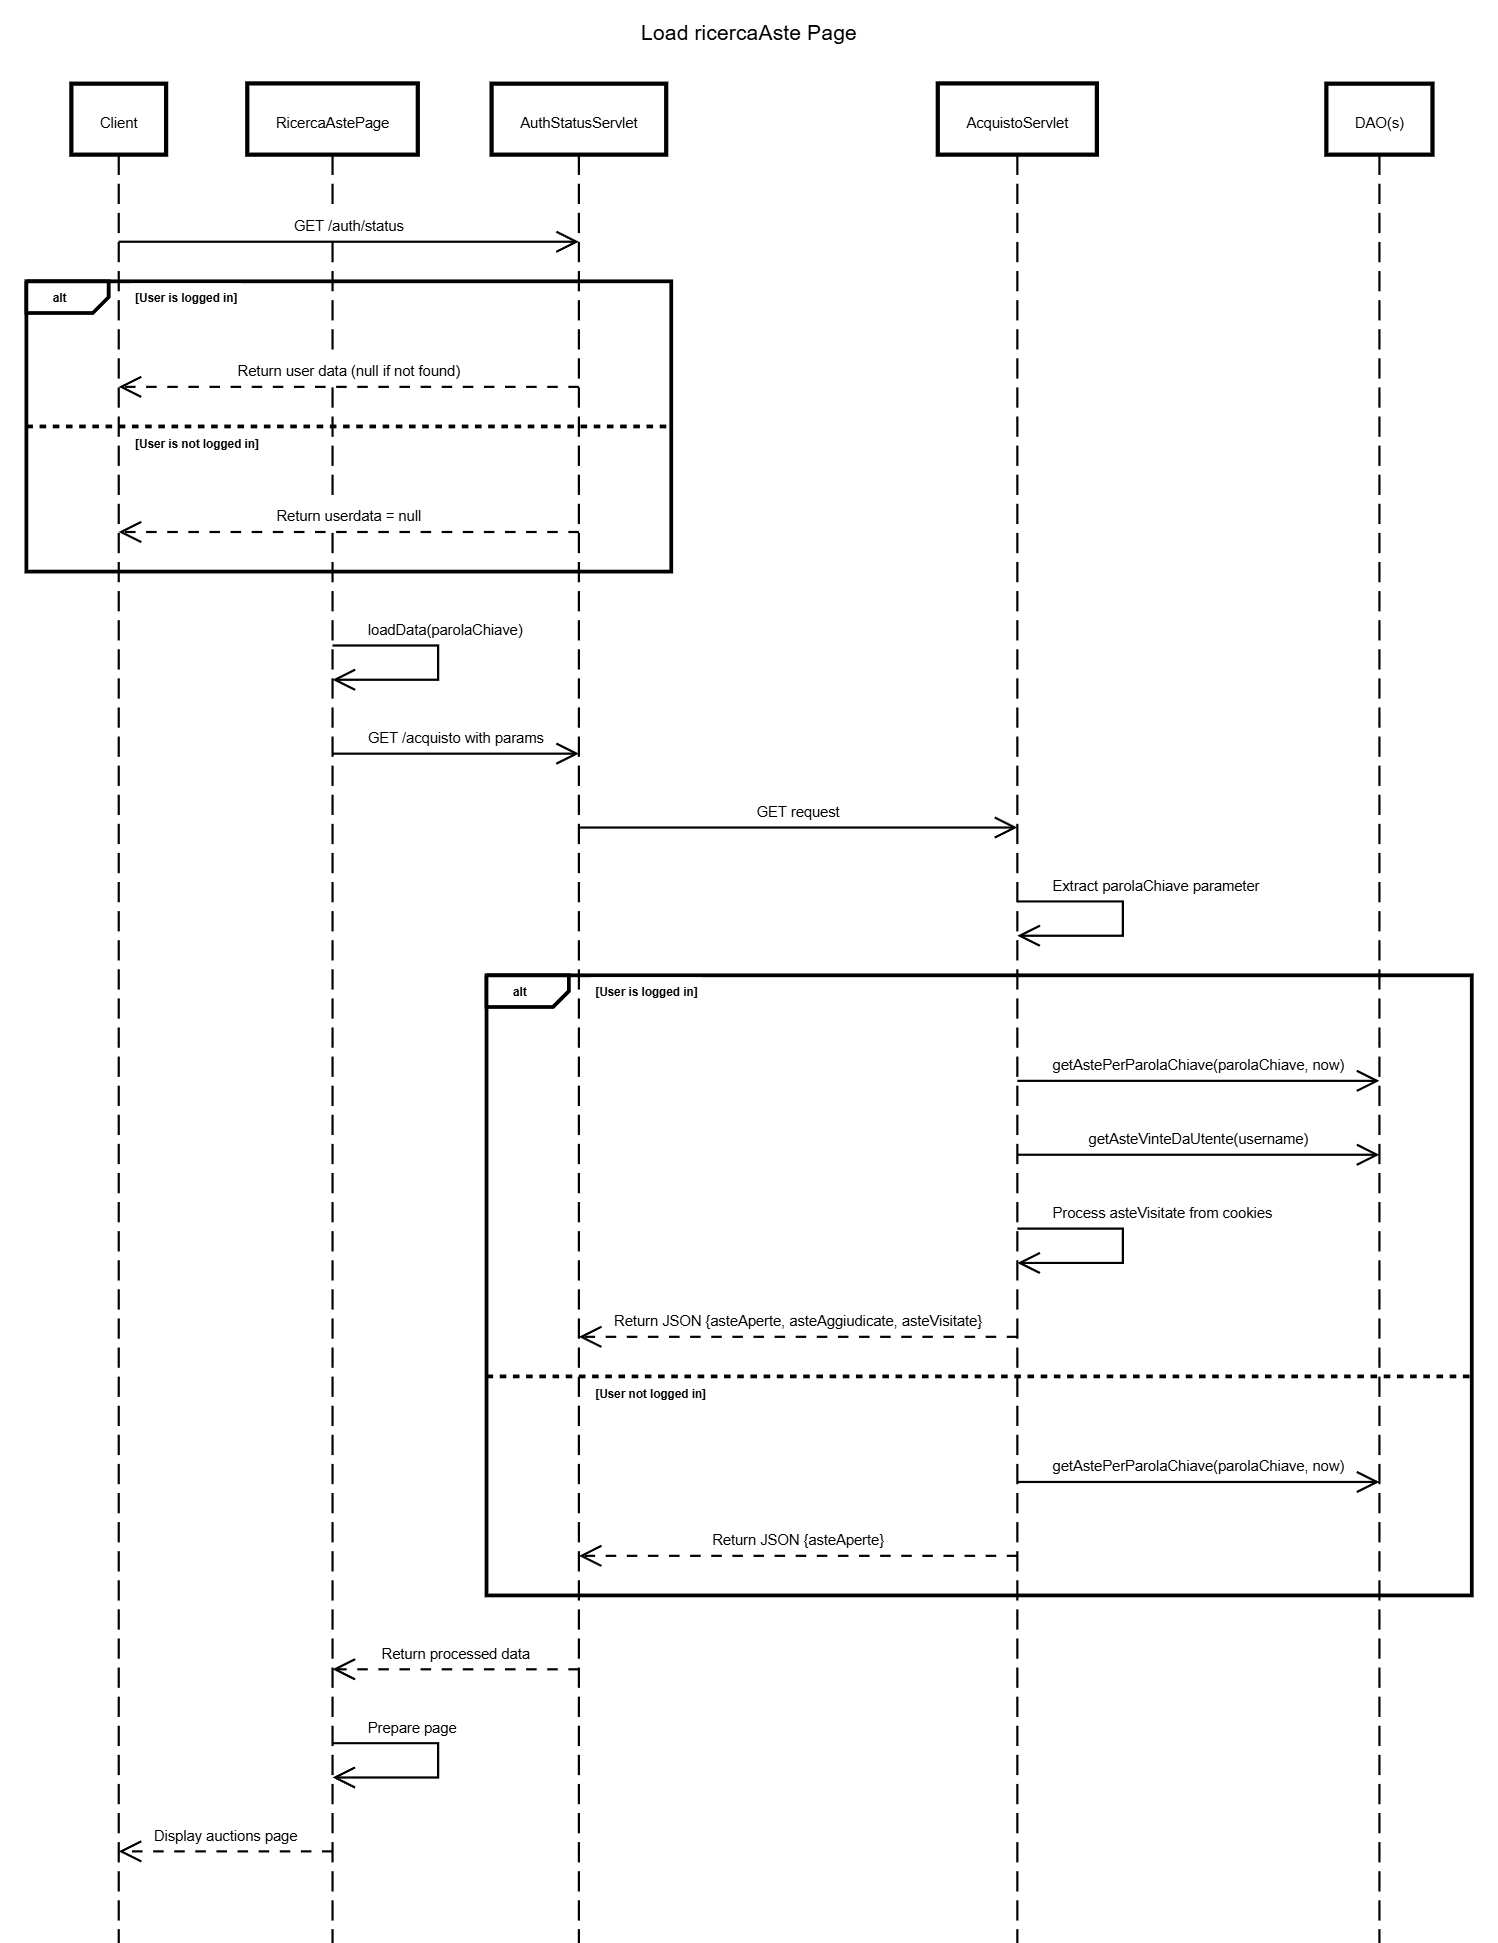 Load ricercaAste Page
Client
RicercaAstePage
AuthStatusServlet
AcquistoServlet
DAO(s)
GET /auth/status
alt
[User is logged in]
Return user data (null if not found)
[User is not logged in]
Return userdata = null
loadData(parolaChiave)
GET /acquisto with params
GET request
Extract parolaChiave parameter
alt
[User is logged in]
getAstePerParolaChiave(parolaChiave, now)
getAsteVinteDaUtente(username)
Process asteVisitate from cookies
Return JSON {asteAperte, asteAggiudicate, asteVisitate}
[User not logged in]
getAstePerParolaChiave(parolaChiave, now)
Return JSON {asteAperte}
Return processed data
Prepare page
Display auctions page